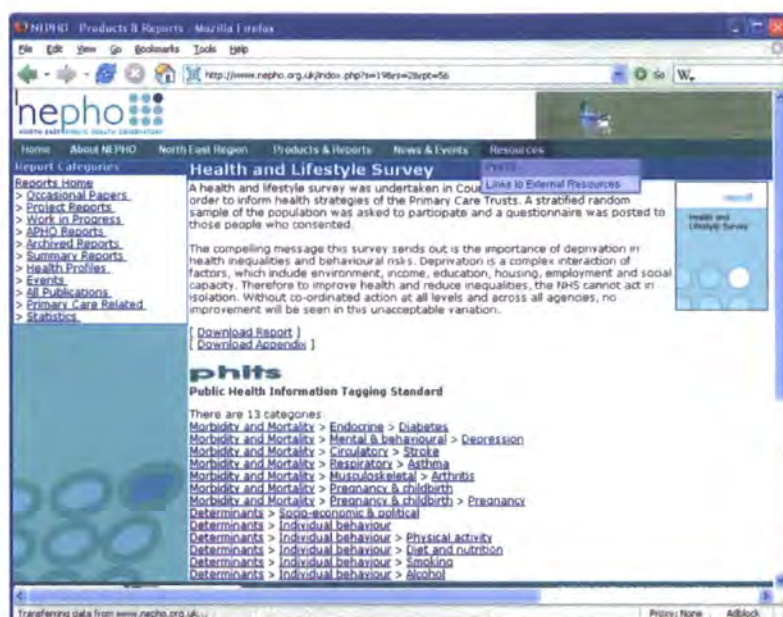 NEPHO - Products & Reports - Mozilla Firefox
File Edit View Go Bookmarks Tools Help
http://www.nepho.org.uk/index.php?s=19&rs=2&rpt=56 Go W
nepho
NORTH EAST PUBLIC HEALTH OBSERVATORY
Home About NEPHO North East Region Products & Reports News & Events Resources
Links to External Resources
Report Categories
Reports Home
> Occasional Papers
> Project Reports
> Work in Progress
> APHO Reports
> Archived Reports
> Summary Reports
> Health Profiles
> Events
> All Publications
> Primary Care Related
> Statistics
Health and Lifestyle Survey
A health and lifestyle survey was undertaken in Cou
order to inform health strategies of the Primary Care Trusts. A stratified random
sample of the population was asked to participate and a questionnaire was posted to
those people who consented.
The compelling message this survey sends out is the importance of deprivation in
health inequalities and behavioural risks. Deprivation is a complex interaction of
factors, which include environment, income, education, housing, employment and social
capacity. Therefore to improve health and reduce inequalities, the NHS cannot act in
isolation. Without co-ordinated action at all levels and across all agencies, no
improvement will be seen in this unacceptable variation.
[ Download Report ]
[ Download Appendix ]
Health and
Lifestyle Survey
phits
Public Health Information Tagging Standard
There are 13 categories
Morbidity and Mortality > Endocrine > Diabetes
Morbidity and Mortality > Mental & behavioural > Depression
Morbidity and Mortality > Circulatory > Stroke
Morbidity and Mortality > Respiratory > Asthma
Morbidity and Mortality > Musculoskeletal > Arthritis
Morbidity and Mortality > Pregnancy & childbirth
Morbidity and Mortality > Pregnancy & childbirth > Pregnancy
Determinants > Socio-economic & political
Determinants > Individual behaviour
Determinants > Individual behaviour > Physical activity
Determinants > Individual behaviour > Diet and nutrition
Determinants > Individual behaviour > Smoking
Determinants > Individual behaviour > Alcohol
Transferring data from www.nepho.org.uk... Proxy: None Adblock